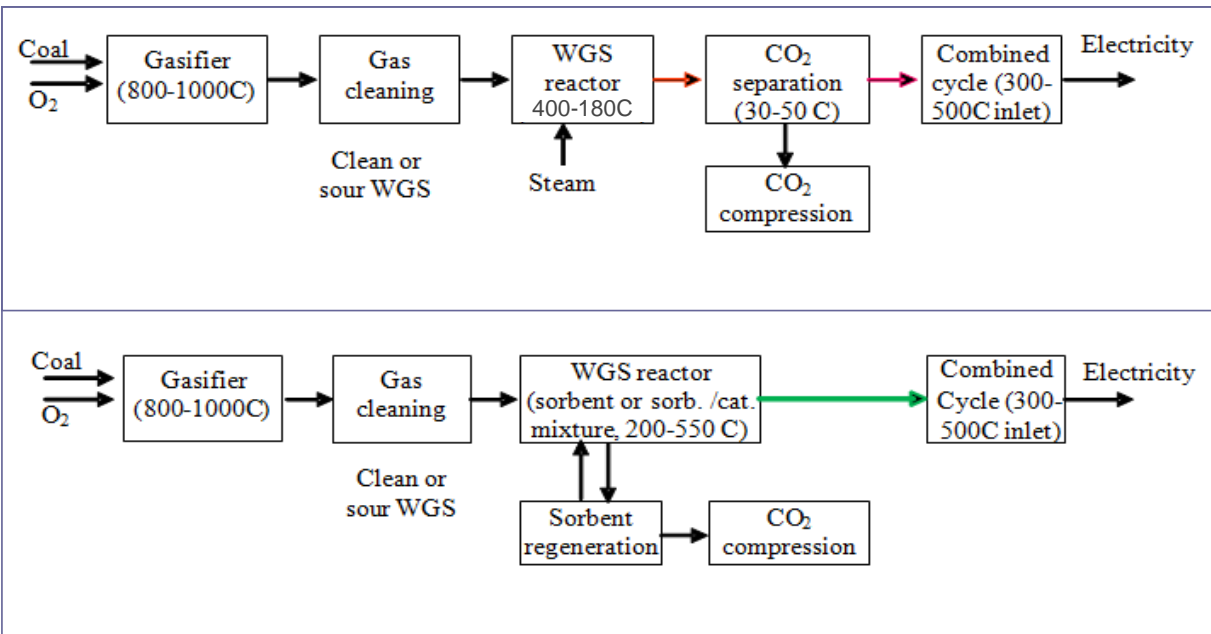 Coal
O₂
Gasifier
(800-1000C)
Gas
cleaning
Clean or
sour WGS
WGS
reactor
400-180C
Steam
CO₂
separation
(30-50 C)
CO₂
compression
Combined
cycle (300-
500C inlet)
Electricity
Coal
O₂
Gasifier
(800-1000C)
Gas
cleaning
Clean or
sour WGS
WGS reactor
(sorbent or sorb. /cat.
mixture, 200-550 C)
Sorbent
regeneration
CO₂
compression
Combined
Cycle (300-
500C inlet)
Electricity